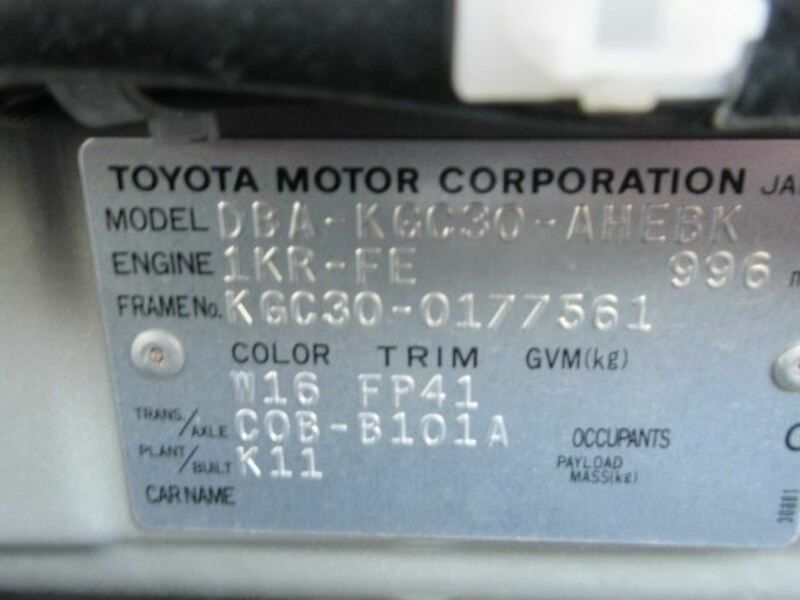 TOYOTA MOTOR CORPORATION JA
MODEL DBA-KGC30-AHEBK
ENGINE 1KR-FE 996
FRAME No. KGC30-0177561
COLOR TRIM GVM(kg)
W16 FP41
TRANS./AXLE C0B-B101A OCCUPANTS
PLANT/BUILT K11 PAYLOAD MASS(kg)
CAR NAME